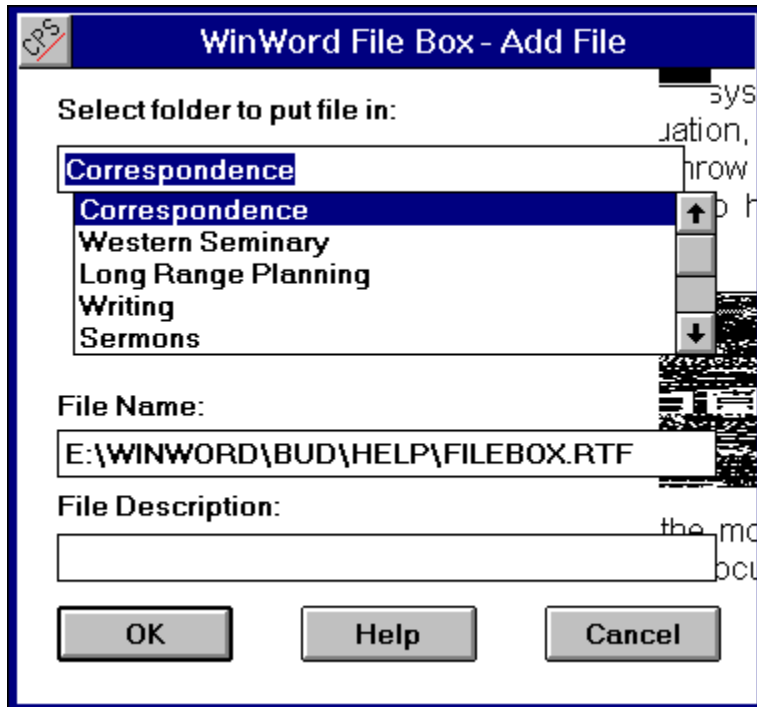 CPS
WinWord File Box - Add File
Select folder to put file in:
Correspondence
Correspondence
Western Seminary
Long Range Planning
Writing
Sermons
File Name:
E:\WINWORD\BUD\HELP\FILEBOX.RTF
File Description:
OK Help Cancel
the